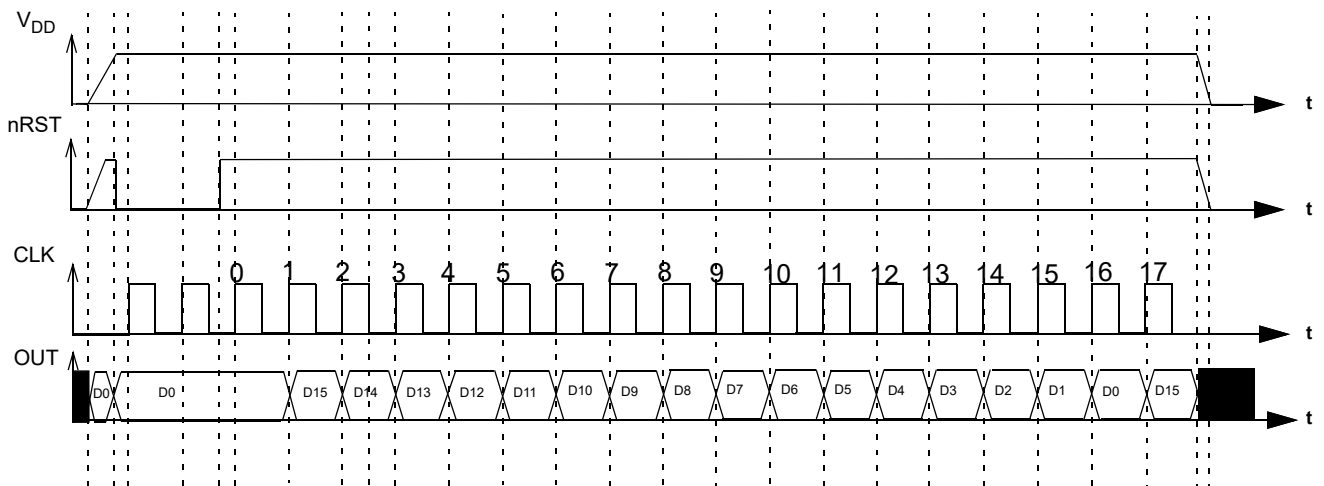 VDD
t
nRST
t
CLK
0 1 2 3 4 5 6 7 8 9 10 11 12 13 14 15 16 17
t
OUT
D0 D0 D15 D14 D13 D12 D11 D10 D9 D8 D7 D6 D5 D4 D3 D2 D1 D0 D15
t